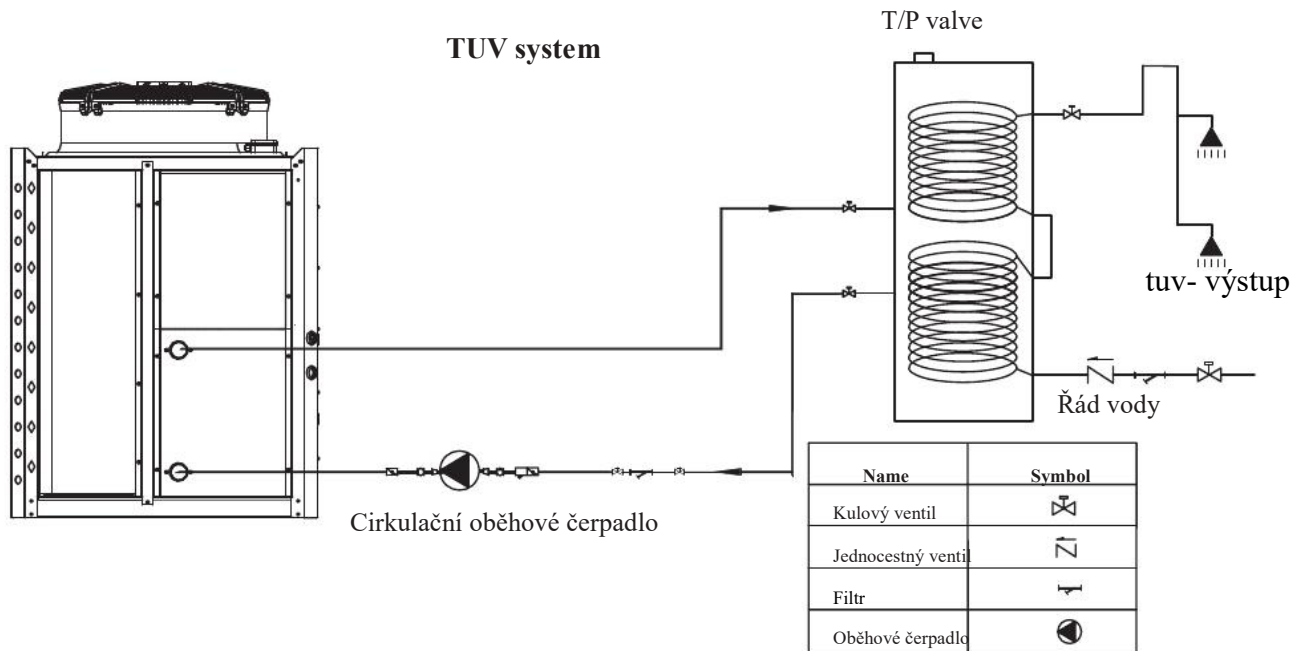 T/P valve
TUV system
tuv- výstup
Řád vody
Cirkulační oběhové čerpadlo
Name Symbol
Kulový ventil
Jednocestný ventil
Filtr
Oběhové čerpadlo